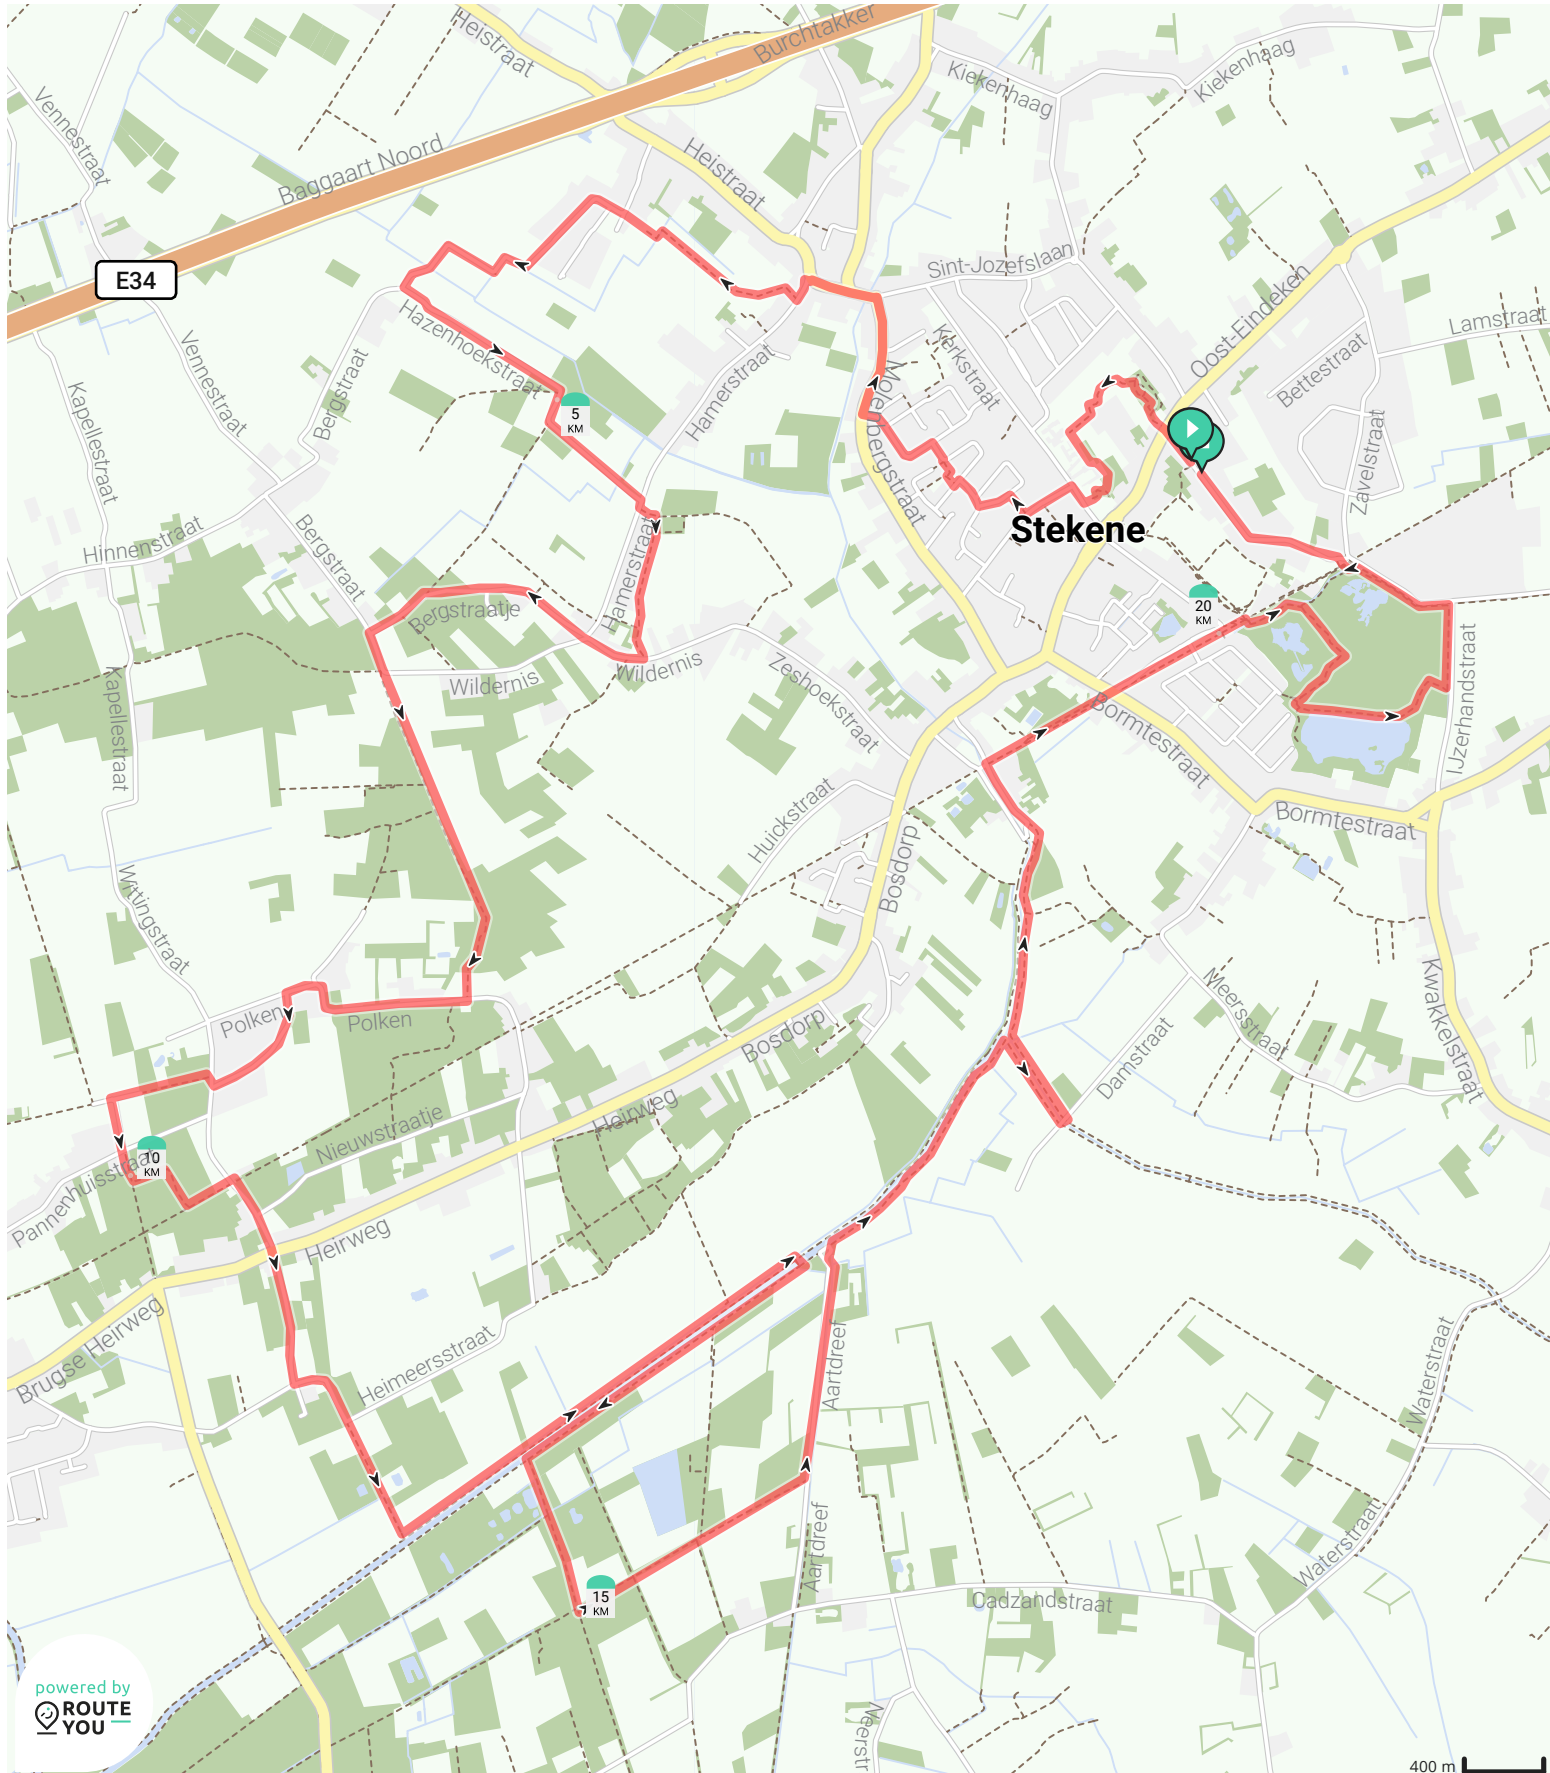 Heistraat
Burchtakker
Kiekenhaag
Kiekenhaag
Vennestraat
Baggaart Noord
Heistraat
E34
Sint-Jozefslaan
Oost-Eindeken
Lamstraat
Hazenhoekstraat
Vennestraat
Kerkstraat
Bettestraat
Bergstraat
Hamerstraat
Molenbergstraat
Kapellestraat
5
KM
Zavelstraat
Stekene
Hinnenstraat
Bergstraat
Hamerstraat
20
KM
Bergstraatje
Wildernis
Wildernis
Zeshoekstraat
IJzerhandstraat
Kapellestraat
Bormtestraat
Huickstraat
Bormtestraat
Bosdorp
Wittingstraat
Kwakkelstraat
Meersstraat
Polken
Polken
Bosdorp
Damstraat
Heirweg
Nieuwstraatje
10
KM
Pannenhuisstraat
Heirweg
Brugse Heirweg
Heimeersstraat
Aartdreef
Waterstraat
Aartdreef
Waterstraat
15
KM
Cadzandstraat
powered by
ROUTE
YOU
400 m